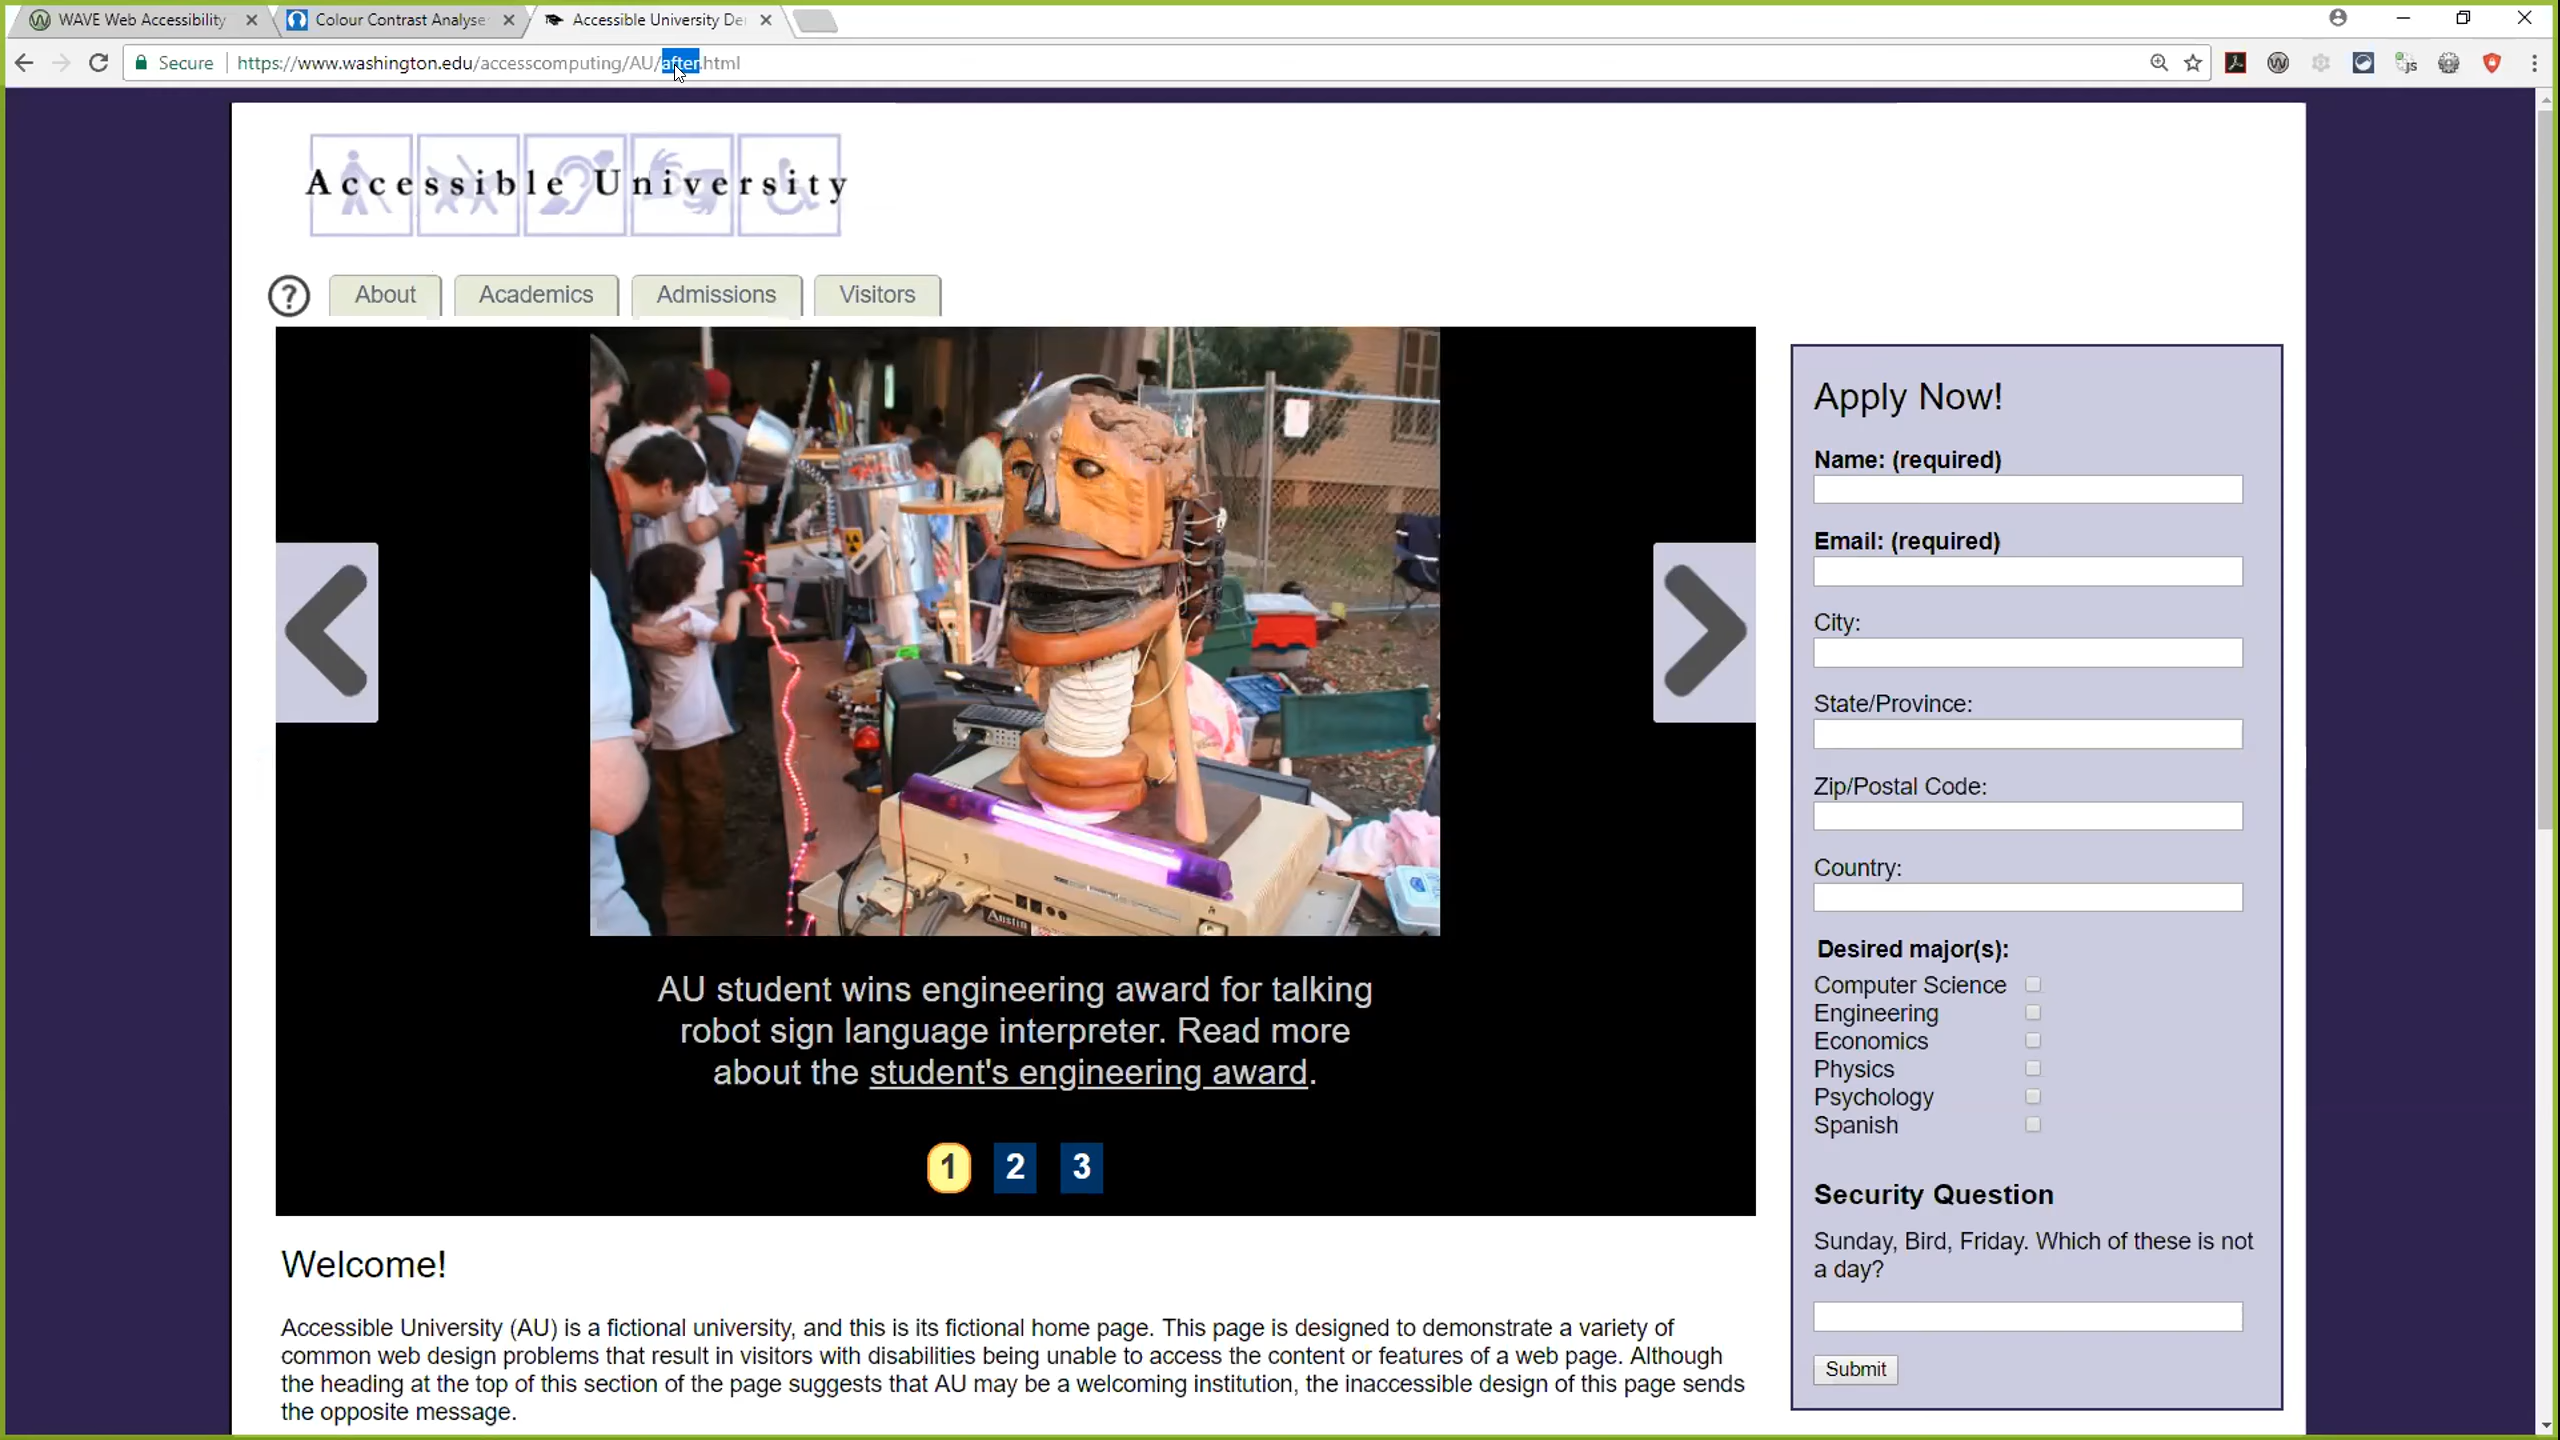 WAVE Web Accessibility
Colour Contrast Analyse
Accessible University De
Secure
https://www.washington.edu/accesscomputing/AU/after.html
Accessible University
?
About
Academics
Admissions
Visitors
Austin
AU student wins engineering award for talking
robot sign language interpreter. Read more
about the student's engineering award.
1 2 3
Welcome!
Accessible University (AU) is a fictional university, and this is its fictional home page. This page is designed to demonstrate a variety of
common web design problems that result in visitors with disabilities being unable to access the content or features of a web page. Although
the heading at the top of this section of the page suggests that AU may be a welcoming institution, the inaccessible design of this page sends
the opposite message.
Apply Now!
Name: (required)
Email: (required)
City:
State/Province:
Zip/Postal Code:
Country:
Desired major(s):
Computer Science
Engineering
Economics
Physics
Psychology
Spanish
Security Question
Sunday, Bird, Friday. Which of these is not
a day?
Submit